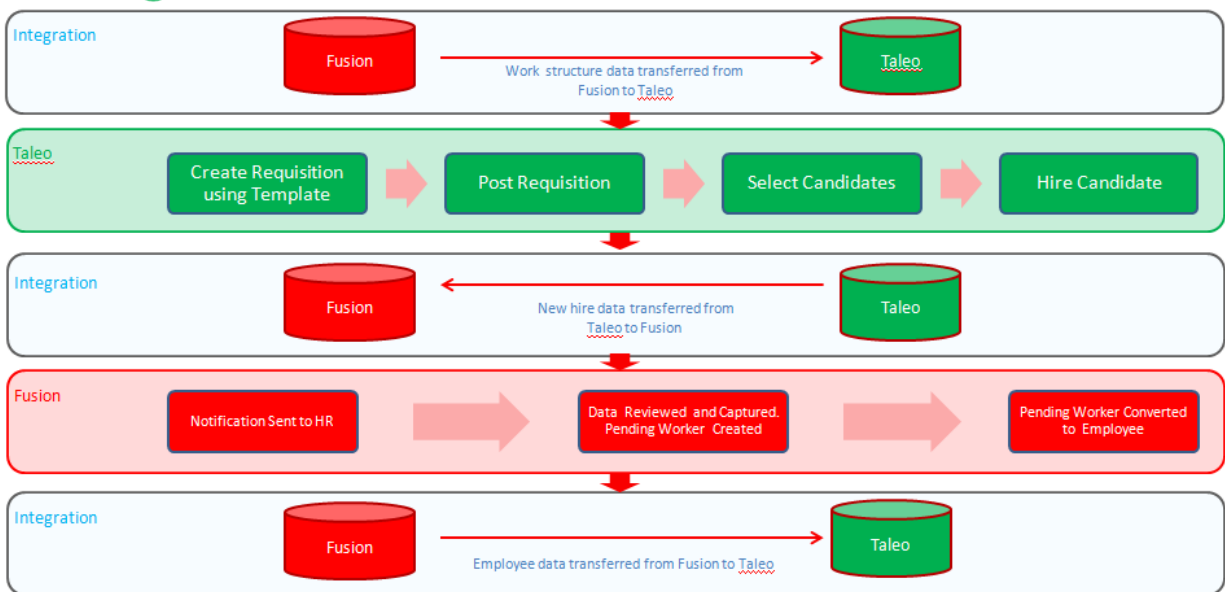 Integration
Fusion
Taleo
Work structure data transferred from
Fusion to Taleo
Taleo
Create Requisition
using Template
Post Requisition
Select Candidates
Hire Candidate
Integration
Fusion
Taleo
New hire data transferred from
Taleo to Fusion
Fusion
Notification Sent to HR
Data Reviewed and Captured.
Pending Worker Created
Pending Worker Converted
to Employee
Integration
Fusion
Taleo
Employee data transferred from Fusion to Taleo